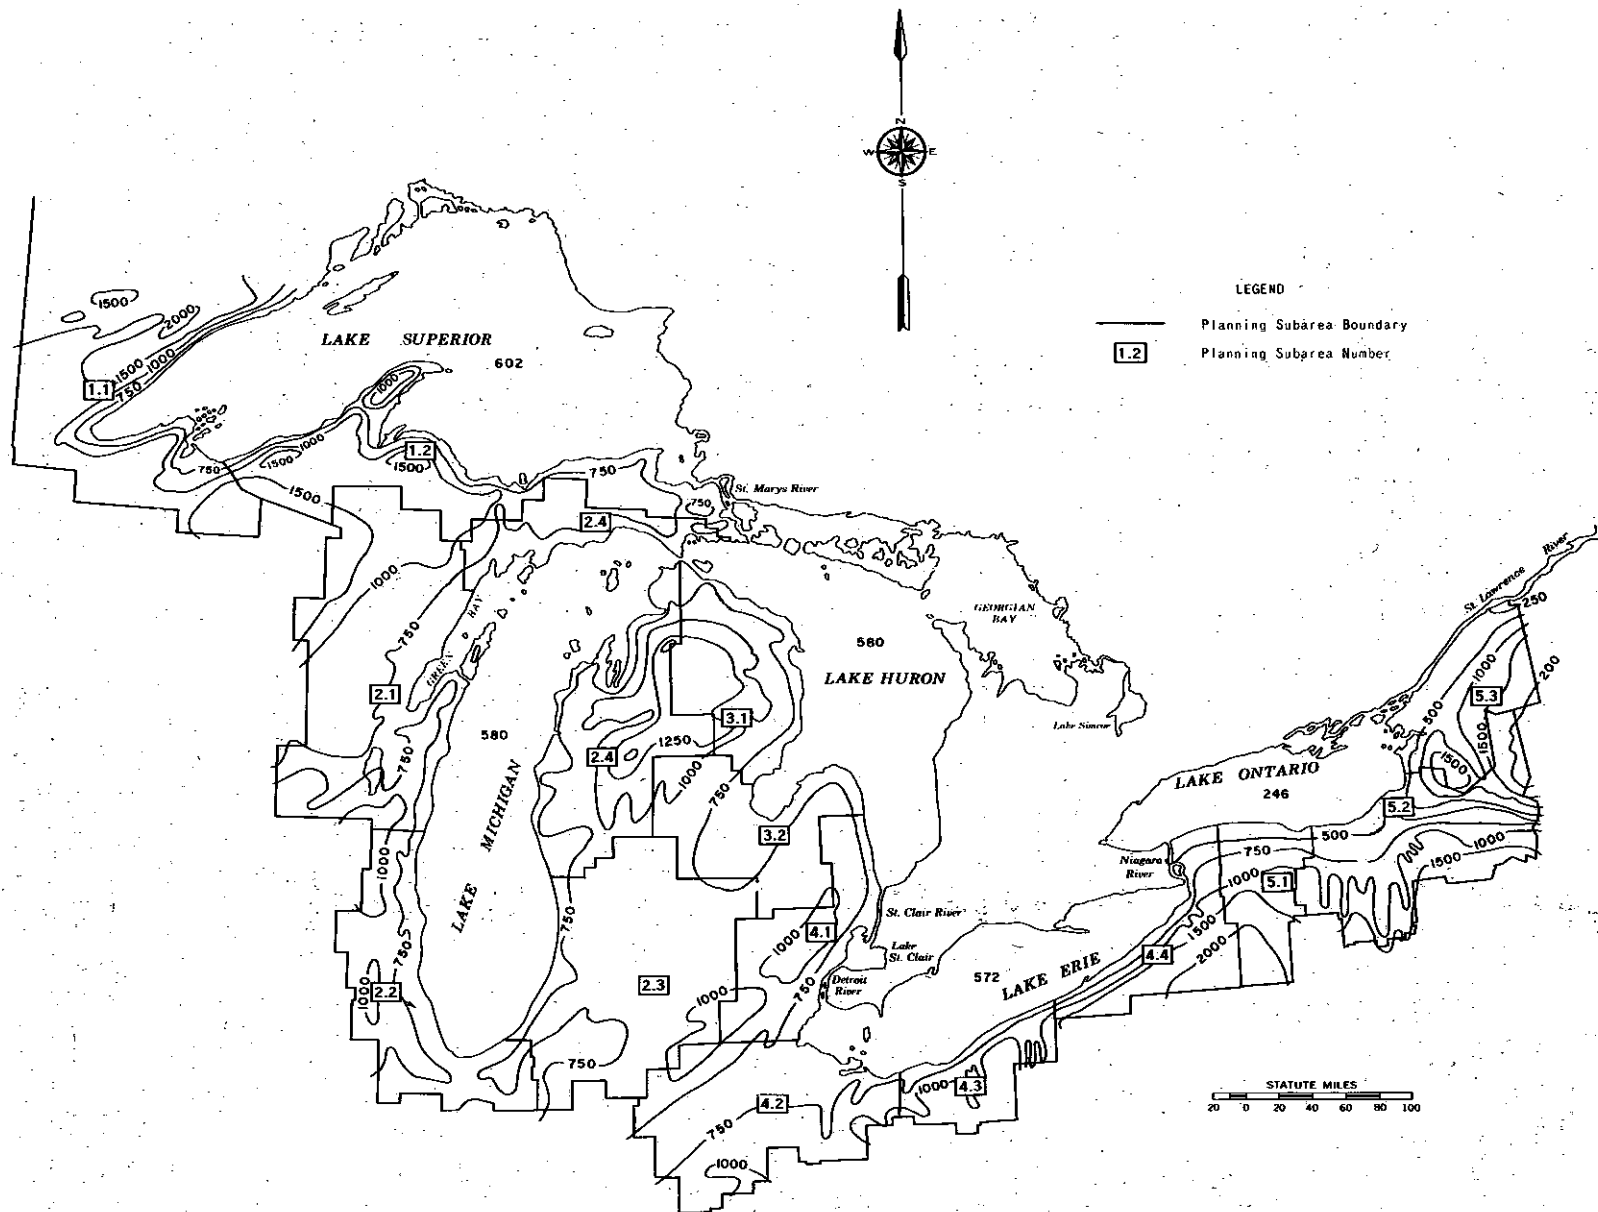 N
W E
S
LEGEND
Planning Subarea Boundary
1.2 Planning Subarea Number
1500
2000
LAKE SUPERIOR
602
1500
1000
750
1.1
1000
1.2
1000
1500
750
1500
750
1500
St. Marys River
750
2.4
1000
750
GREEN BAY
2.1
580
GEORGIAN
BAY
LAKE HURON
Lake Simcoe
St. Lawrence River
250
1000
200
500
5.3
1500
1500
580
750
LAKE MICHIGAN
3.1
1250
2.4
1000
750
3.2
LAKE ONTARIO
246
5.2
500
750
1000
1500
1000
5.1
Niagara
River
1000
750
2.2
1000
750
2.3
4.1
1000
St. Clair River
Lake
St. Clair
Detroit
River
572
LAKE ERIE
4.4
1500
2000
1000
750
750
1000
4.3
4.2
750
1000
STATUTE MILES
20 0 20 40 60 80 100